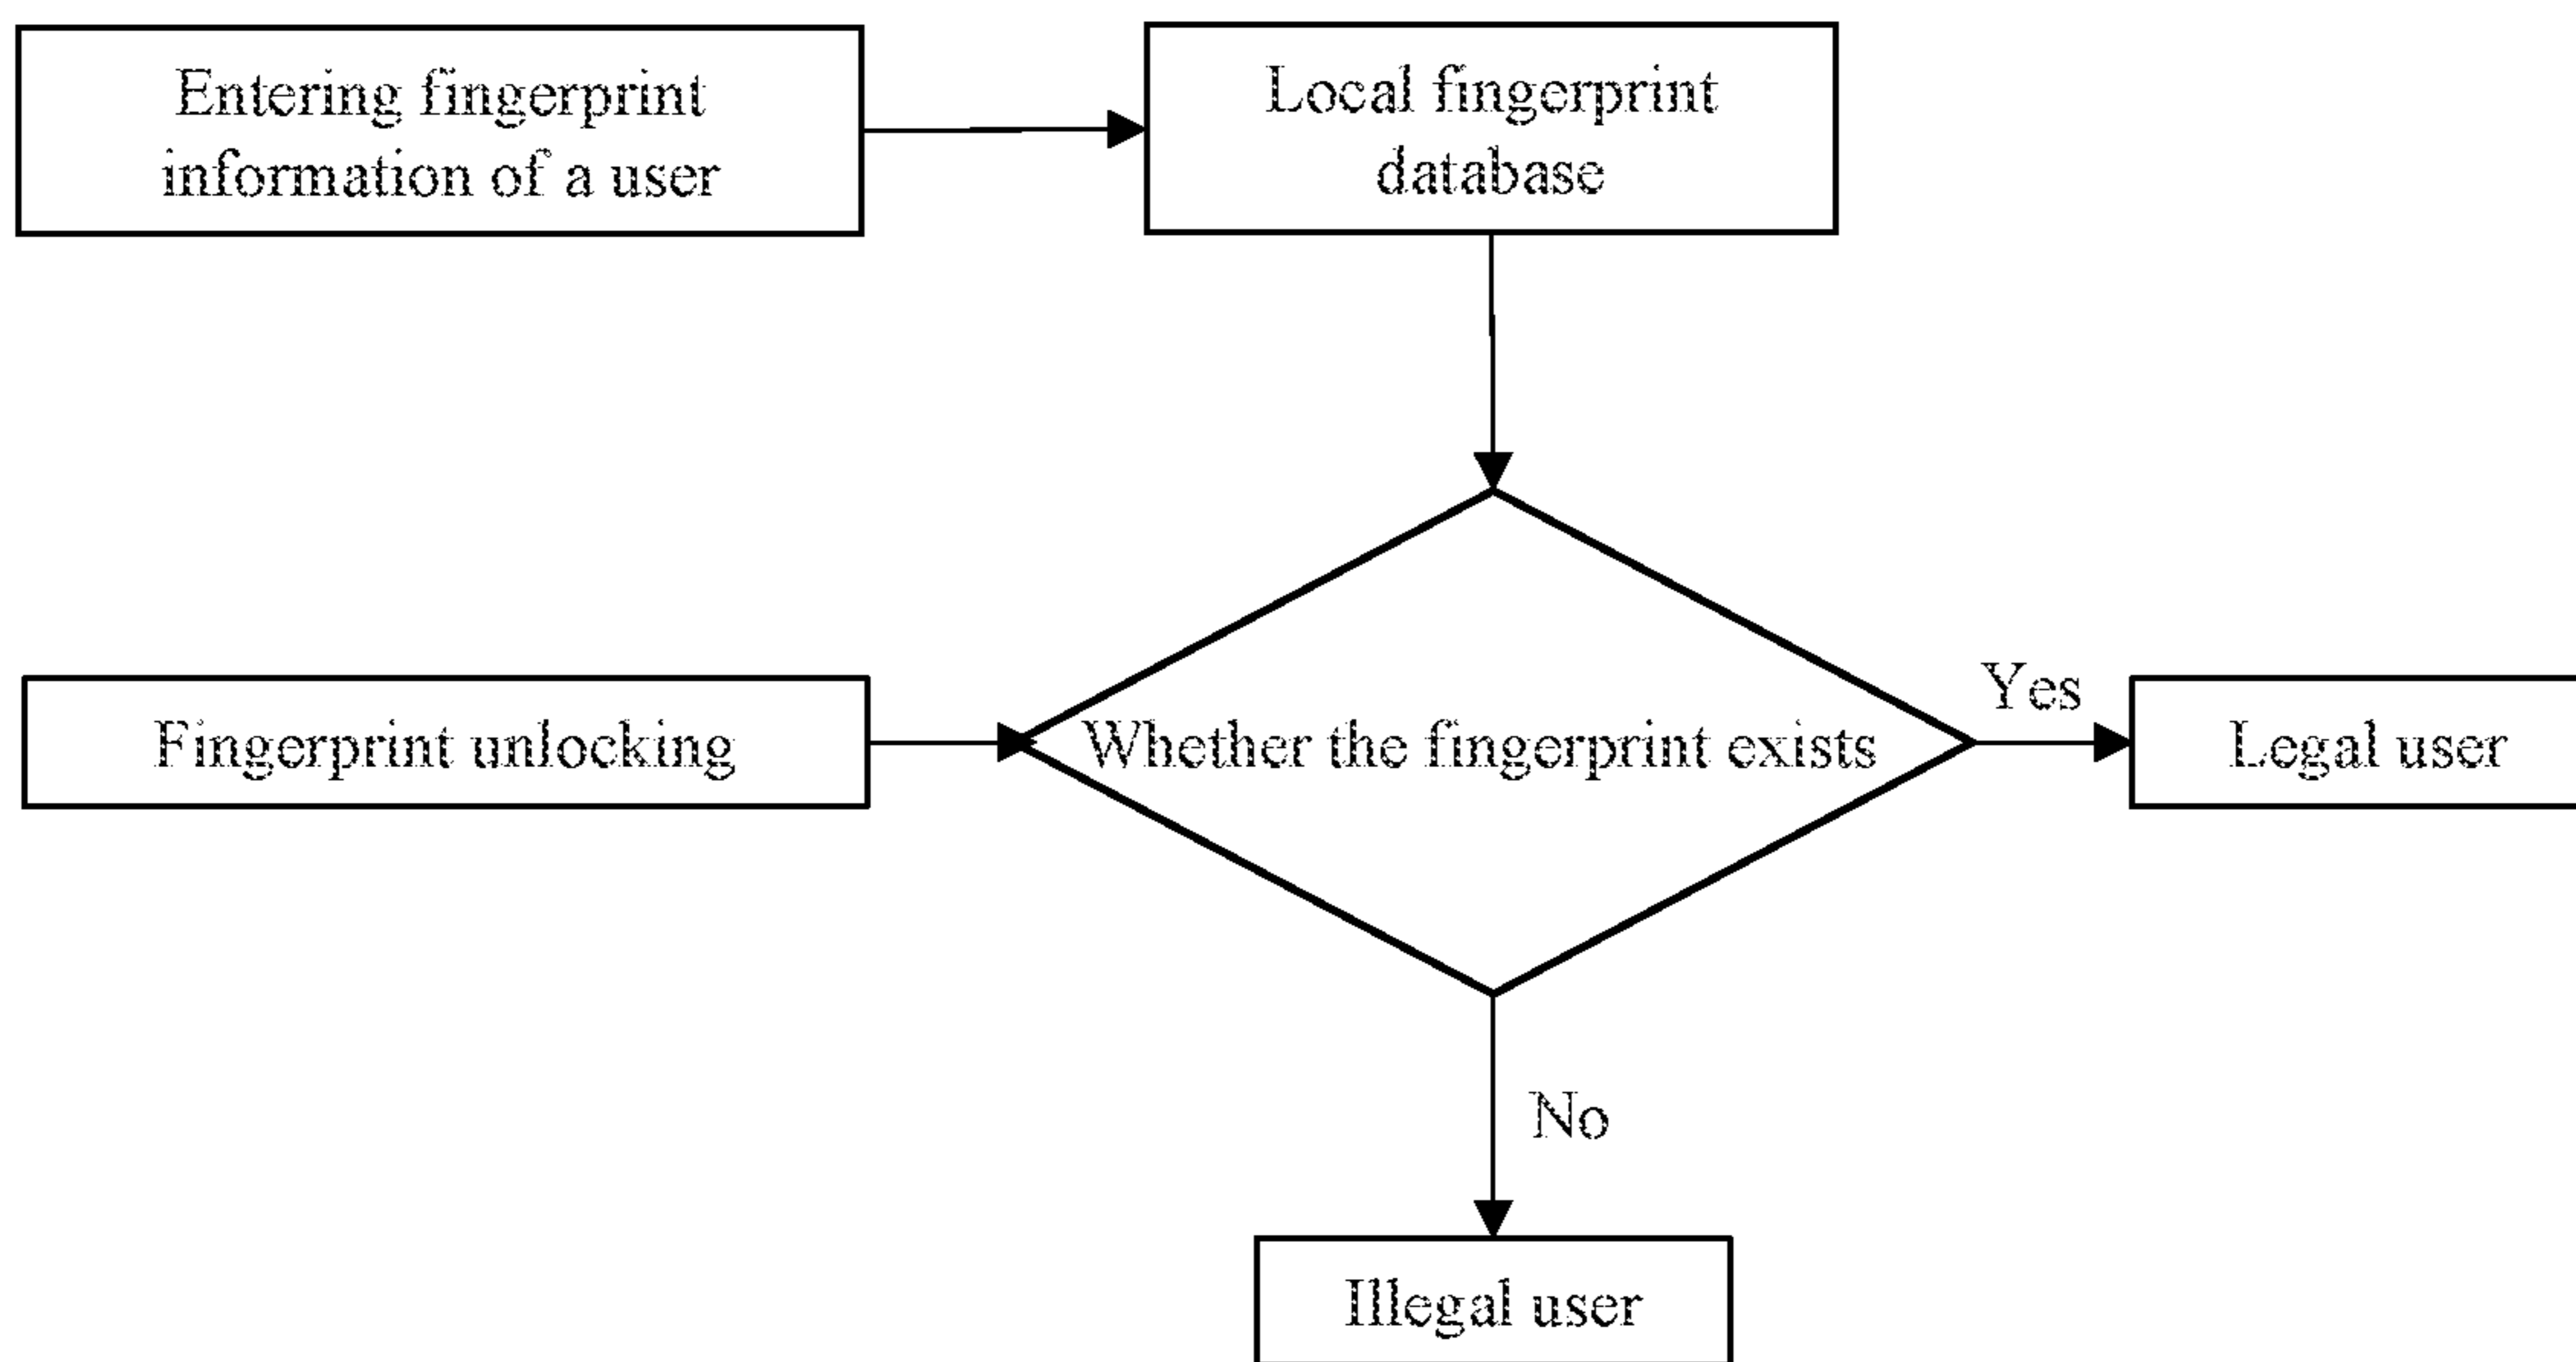 Entering fingerprint
information of a user
Local fingerprint
database
Fingerprint unlocking
Whether the fingerprint exists
Yes
Legal user
No
Illegal user